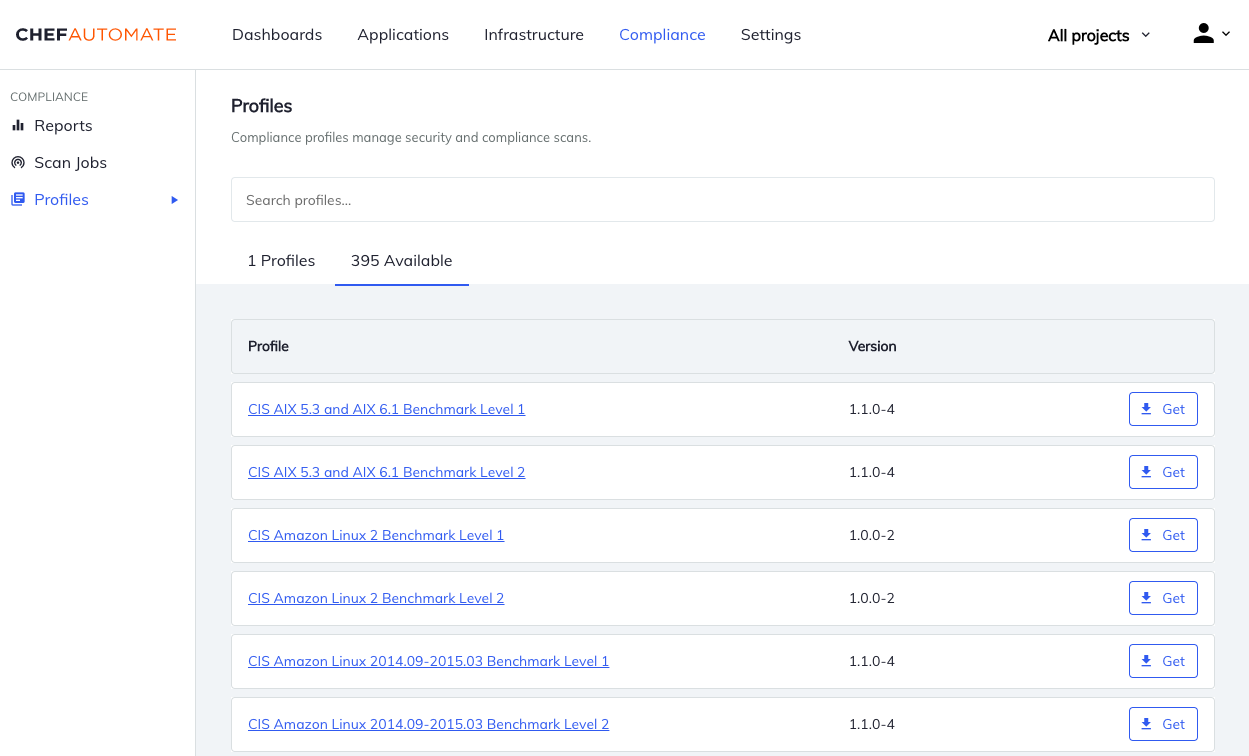 CHEFAUTOMATE Dashboards Applications Infrastructure Compliance Settings All projects
COMPLIANCE
Reports
Scan Jobs
Profiles
Profiles
Compliance profiles manage security and compliance scans.
Search profiles...
1 Profiles 395 Available
Profile Version
CIS AIX 5.3 and AIX 6.1 Benchmark Level 1 1.1.0-4 Get
CIS AIX 5.3 and AIX 6.1 Benchmark Level 2 1.1.0-4 Get
CIS Amazon Linux 2 Benchmark Level 1 1.0.0-2 Get
CIS Amazon Linux 2 Benchmark Level 2 1.0.0-2 Get
CIS Amazon Linux 2014.09-2015.03 Benchmark Level 1 1.1.0-4 Get
CIS Amazon Linux 2014.09-2015.03 Benchmark Level 2 1.1.0-4 Get